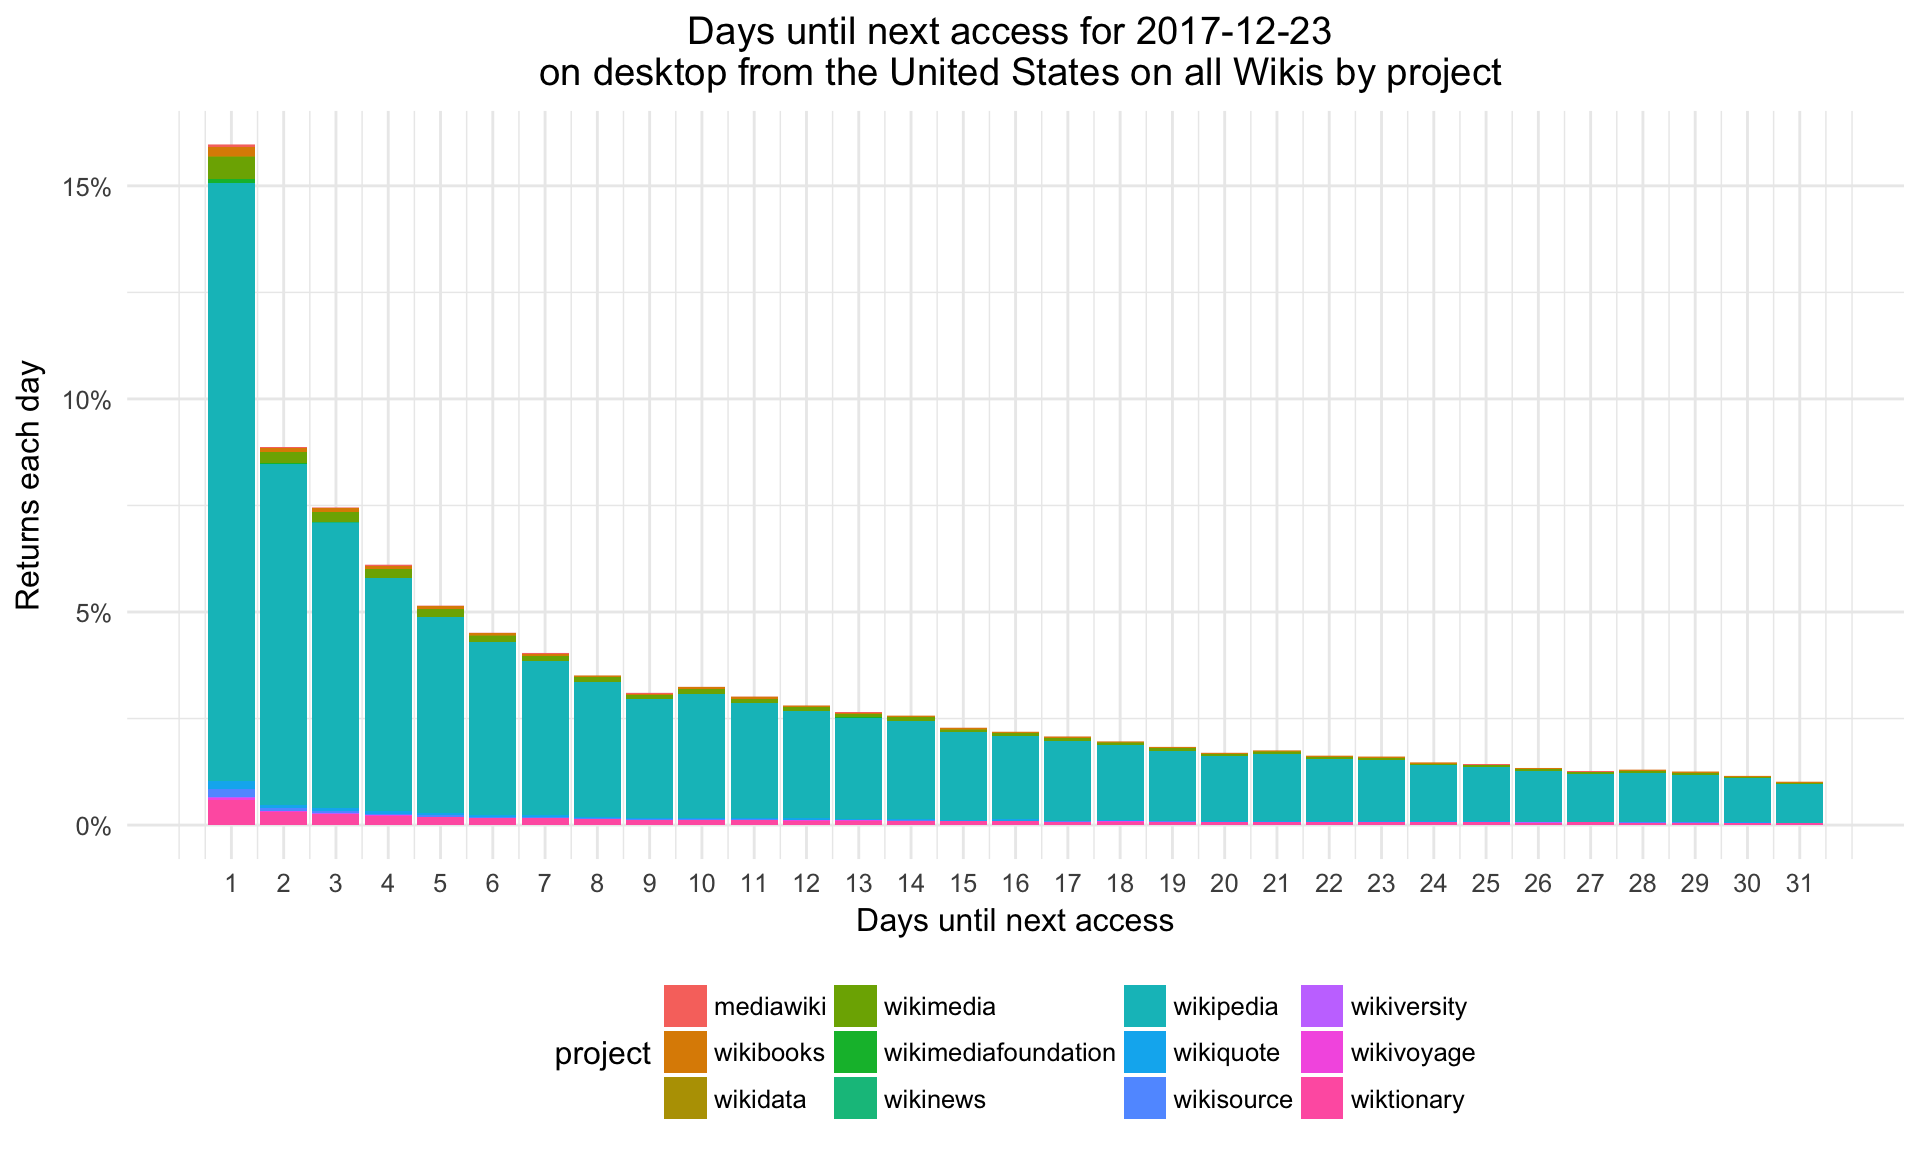 Days until next access for 2017-12-23
on desktop from the United States on all Wikis by project
Returns each day
15%
10%
5%
0%
1 2 3 4 5 6 7 8 9 10 11 12 13 14 15 16 17 18 19 20 21 22 23 24 25 26 27 28 29 30 31
Days until next access
project
mediawiki wikimedia wikipedia wikiversity
wikibooks wikimediafoundation wikiquote wikivoyage
wikidata wikinews wikisource wiktionary